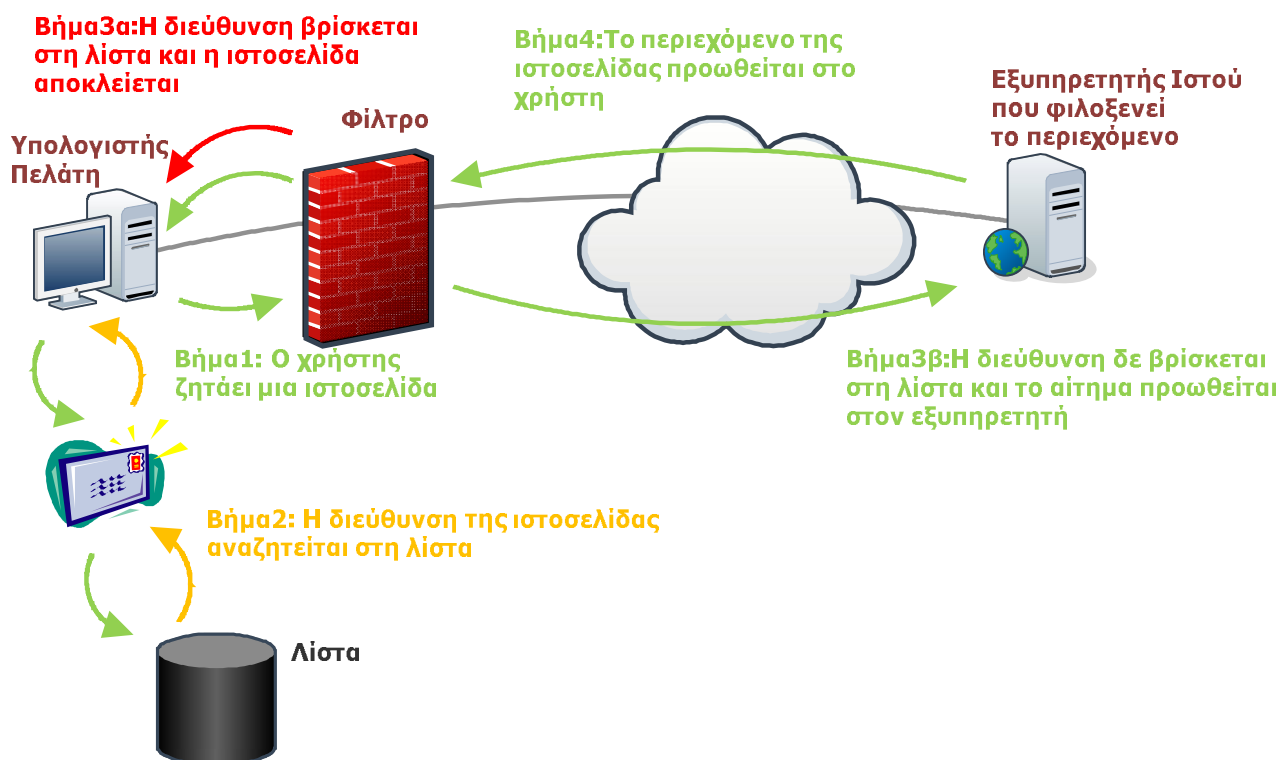 Βήμα3α:Η διεύθυνση βρίσκεται
στη λίστα και η ιστοσελίδα
αποκλείεται
Βήμα4:Το περιεχόμενο της
ιστοσελίδας προωθείται στο
χρήστη
Εξυπηρετητής Ιστού
που φιλοξενεί
το περιεχόμενο
Φίλτρο
Υπολογιστής
Πελάτη
Βήμα1: Ο χρήστης
ζητάει μια ιστοσελίδα
Βήμα3β:Η διεύθυνση δε βρίσκεται
στη λίστα και το αίτημα προωθείται
στον εξυπηρετητή
Βήμα2: Η διεύθυνση της ιστοσελίδας
αναζητείται στη λίστα
Λίστα